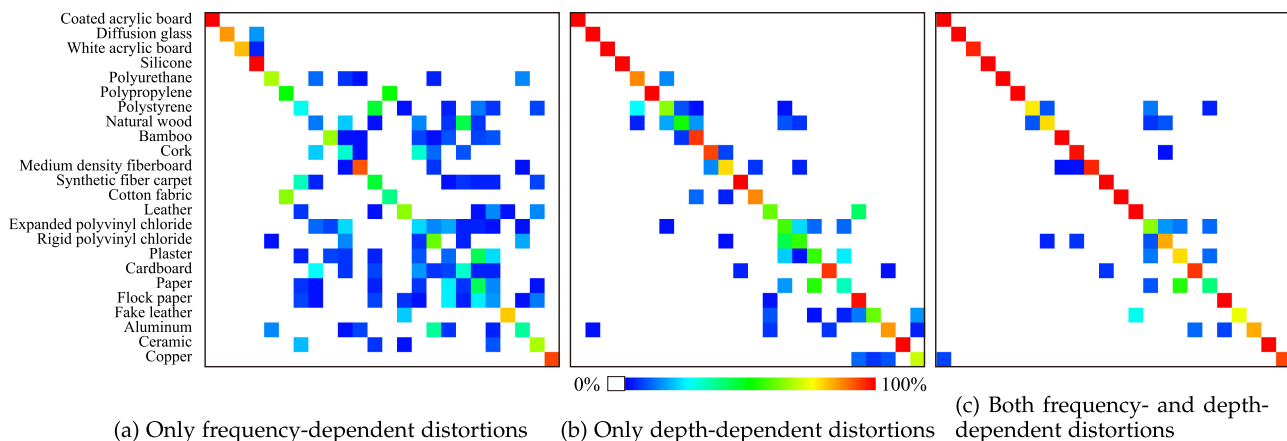 Coated acrylic board
Diffusion glass
White acrylic board
Silicone
Polyurethane
Polypropylene
Polystyrene
Natural wood
Bamboo
Cork
Medium density fiberboard
Synthetic fiber carpet
Cotton fabric
Leather
Expanded polyvinyl chloride
Rigid polyvinyl chloride
Plaster
Cardboard
Paper
Flock paper
Fake leather
Aluminum
Ceramic
Copper
0% 100%
(a) Only frequency-dependent distortions
(b) Only depth-dependent distortions
(c) Both frequency- and depth-
dependent distortions